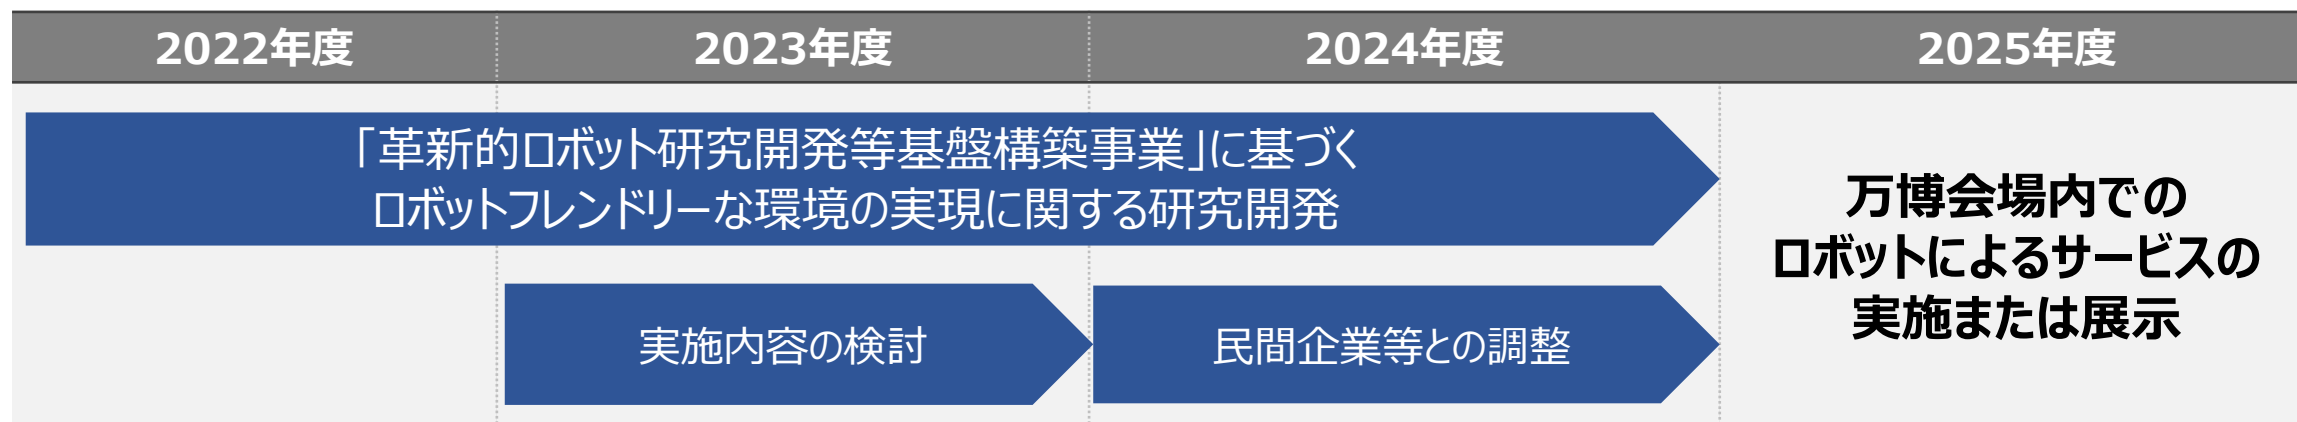 2022年度
2023年度
2024年度
2025年度
「革新的ロボット研究開発等基盤構築事業」に基づく
ロボットフレンドリーな環境の実現に関する研究開発
実施内容の検討
民間企業等との調整
万博会場内での
ロボットによるサービスの
実施または展示